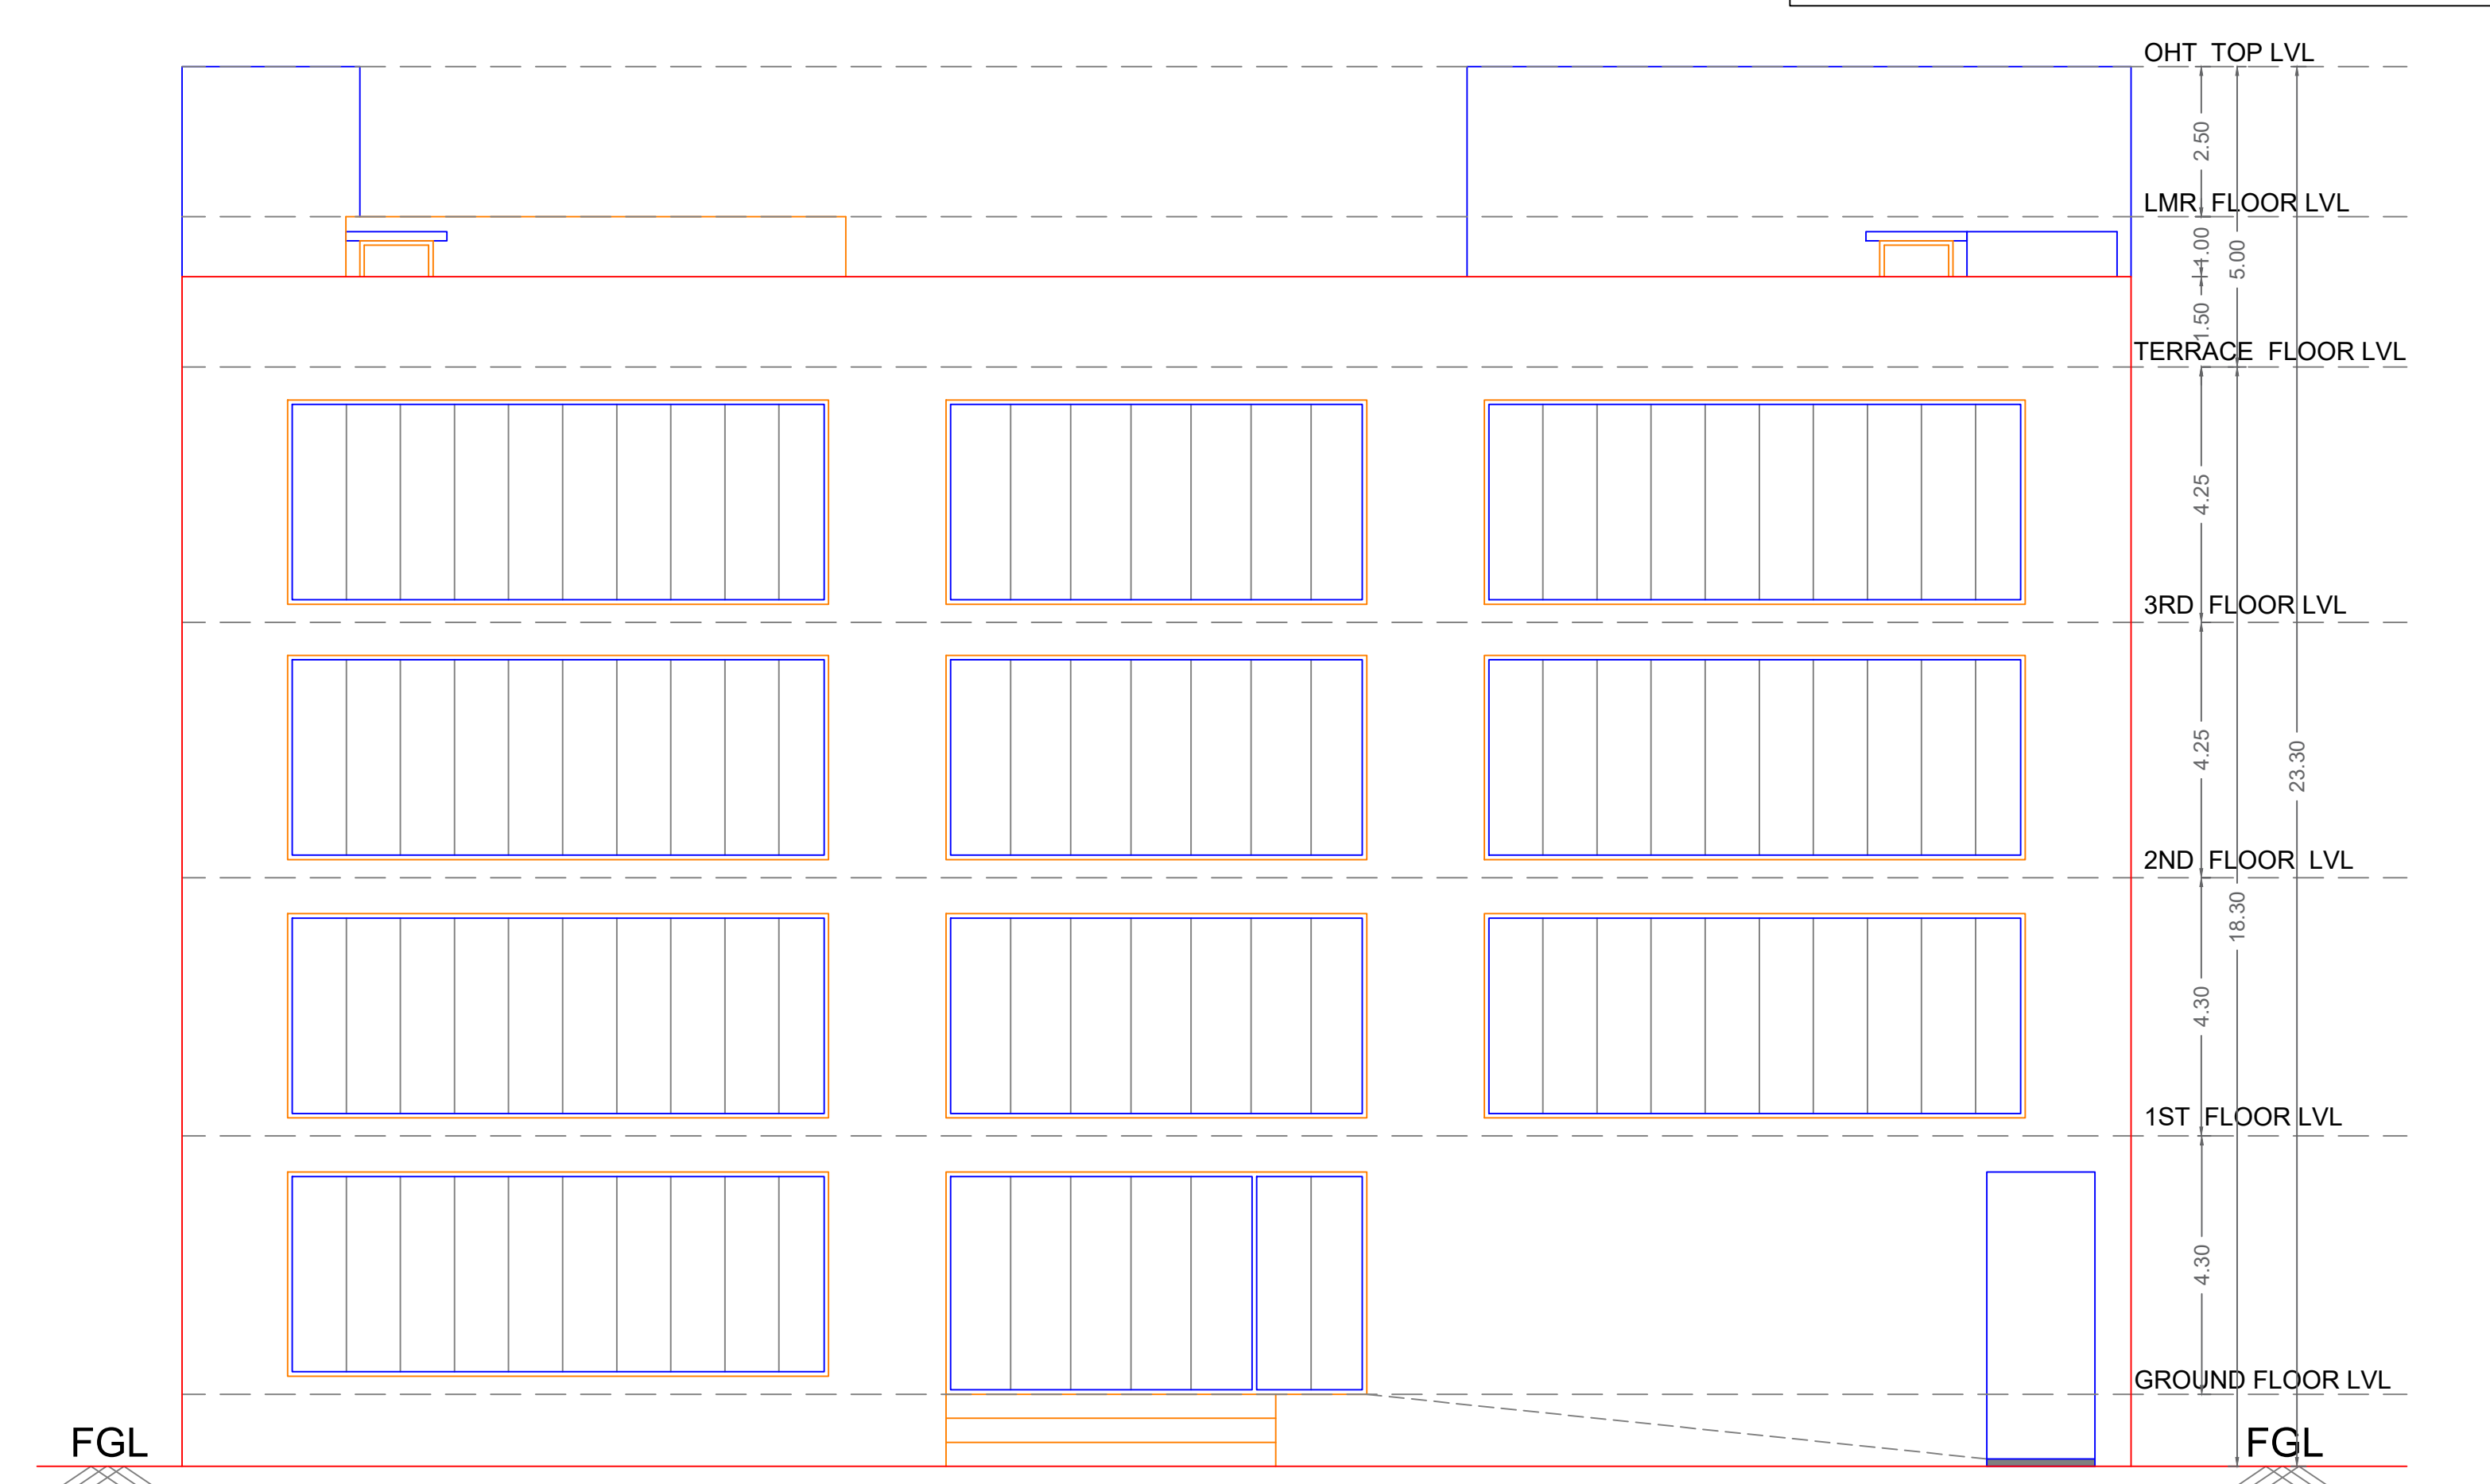 OHT TOP LVL
2.50
LMR FLOOR LVL
1.00
5.00
1.50
TERRACE FLOOR LVL
4.25
3RD FLOOR LVL
4.25
23.30
2ND FLOOR LVL
18.30
4.30
1ST FLOOR LVL
4.30
GROUND FLOOR LVL
FGL
FGL